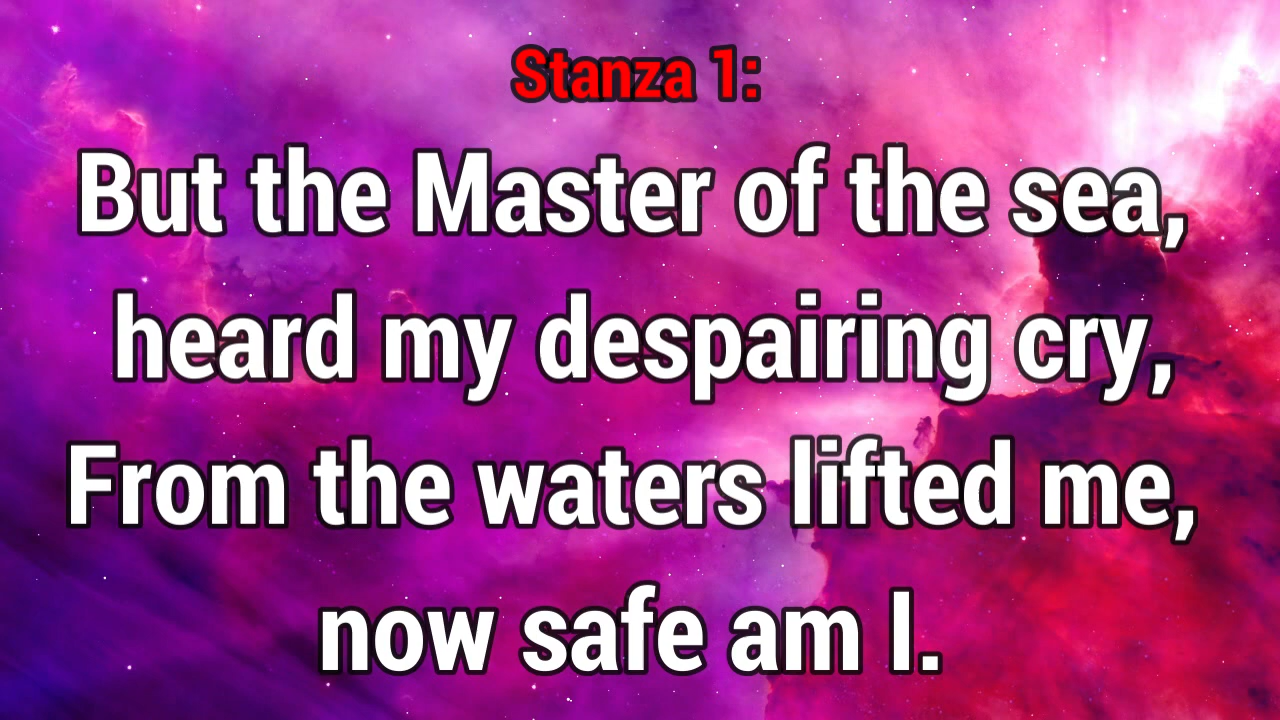 Stanza 1:
But the Master of the sea,
heard my despairing cry,
From the waters lifted me,
now safe am I.